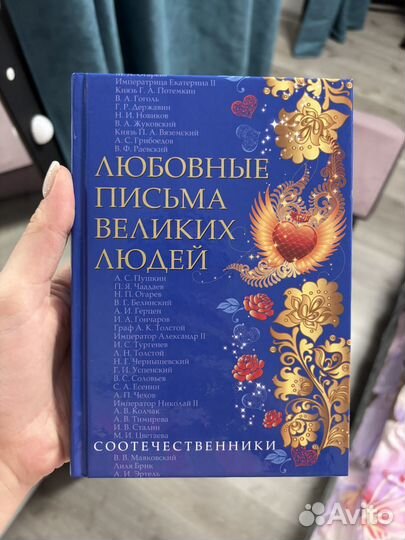 Императрица Екатерина II
Князь Г. А. Потемкин
В. А. Гоголь
Г. Р. Державин
Н. И. Новиков
В. А. Жуковский
Князь П. А. Вяземский
А. С. Грибоедов
В. Ф. Раевский
ЛЮБОВНЫЕ
ПИСЬМА
ВЕЛИКИХ
ЛЮДЕЙ
А. С. Пушкин
П. Я. Чаадаев
Н. П. Огарев
В. Г. Белинский
А. И. Герцен
И. А. Гончаров
Граф А. К. Толстой
Император Александр II
И. С. Тургенев
Л. Н. Толстой
Н. Г. Чернышевский
Г. И. Успенский
В. С. Соловьев
С. А. Есенин
А. П. Чехов
Император Николай II
А. В. Колчак
А. В. Тимирева
И. В. Сталин
М. И. Цветаева
СООТЕЧЕСТВЕННИКИ
В. В. Маяковский
Лиля Брик
А. И. Эртель
Avito